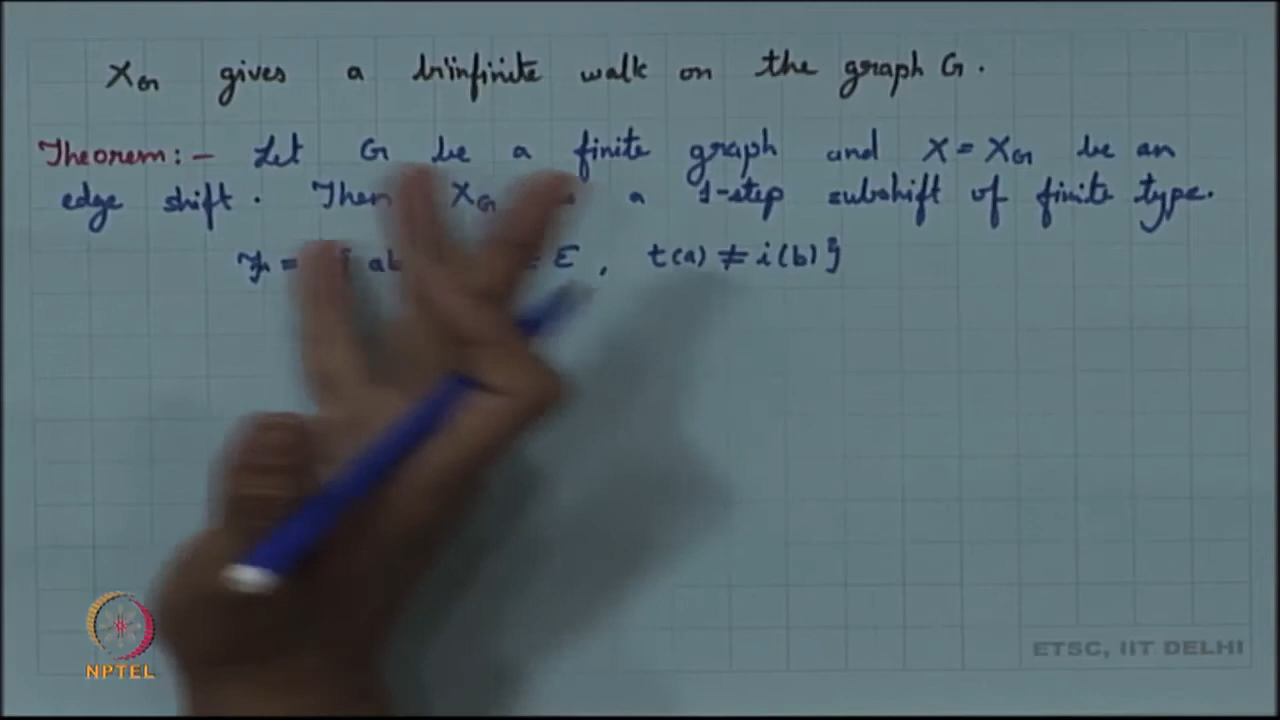 X_G gives a bi'infinite walk on the graph G.
Theorem:- Let G be a finite graph and X = X_G be an
edge shift. Then X_G a 1-step subshift of finite type.
= ab E, t(a) ≠ i(b)}
NPTEL
ETSC, IIT DELHI